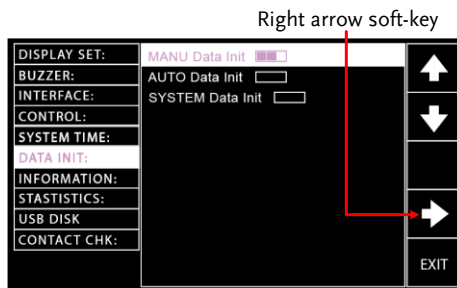 Right arrow soft-key
DISPLAY SET:
BUZZER:
INTERFACE:
CONTROL:
SYSTEM TIME:
DATA INIT:
INFORMATION:
STASTISTICS:
USB DISK
CONTACT CHK:
MANU Data Init
AUTO Data Init
SYSTEM Data Init
EXIT